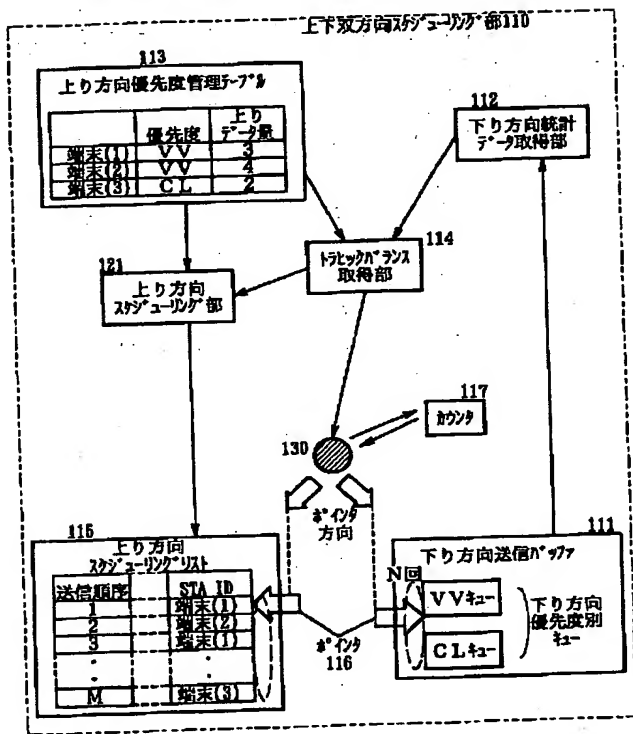 上下双方向スケジューリング部110
113
上り方向優先度管理テーブル
上り
優先度 データ量
端末(1) VV 3
端末(2) VV 4
端末(3) CL 2
112
下り方向統計
データ取得部
114
トラヒックバランス
取得部
121
上り方向
スケジューリング部
117
カウンタ
130
ポインタ
方向
115
上り方向
スケジューリングリスト
送信順序 STA ID
1 端末(1)
2 端末(2)
3 端末(1)
・ ・
・ ・
M 端末(3)
ポインタ
116
111
下り方向送信バッファ
N回
VVキュー
CLキュー
下り方向
優先度別
キュー